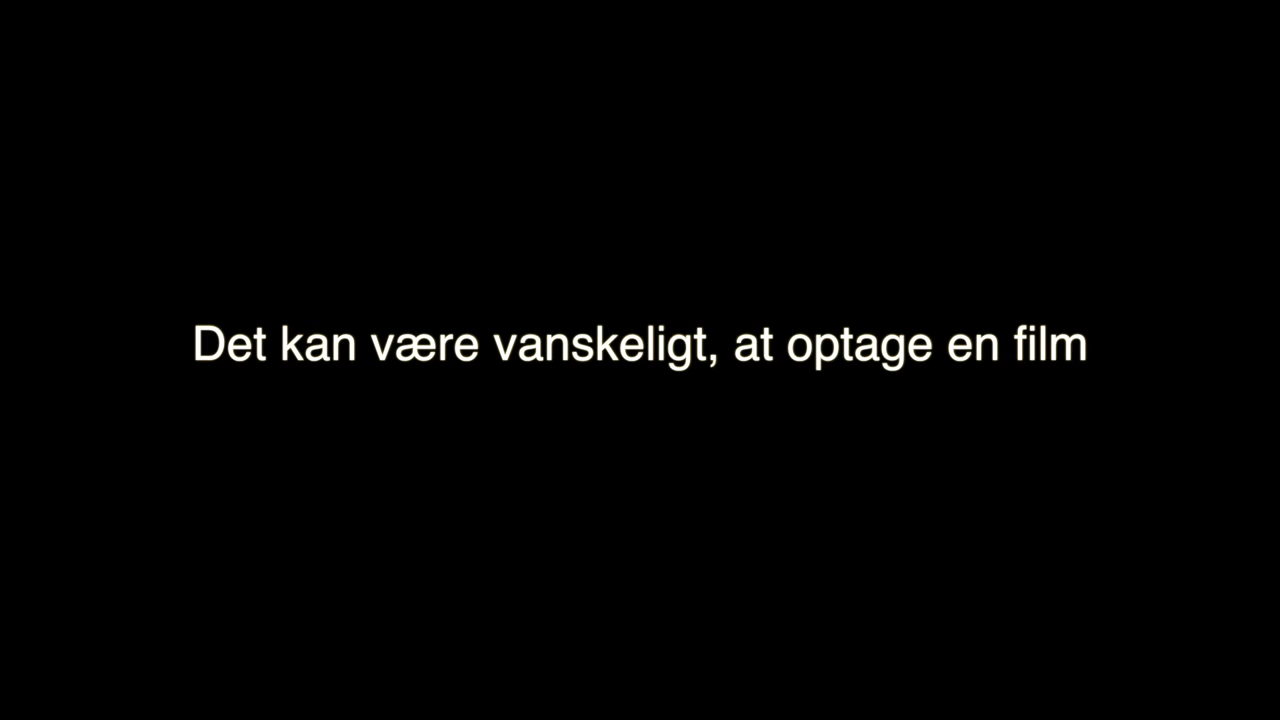 Det kan være vanskeligt, at optage en film